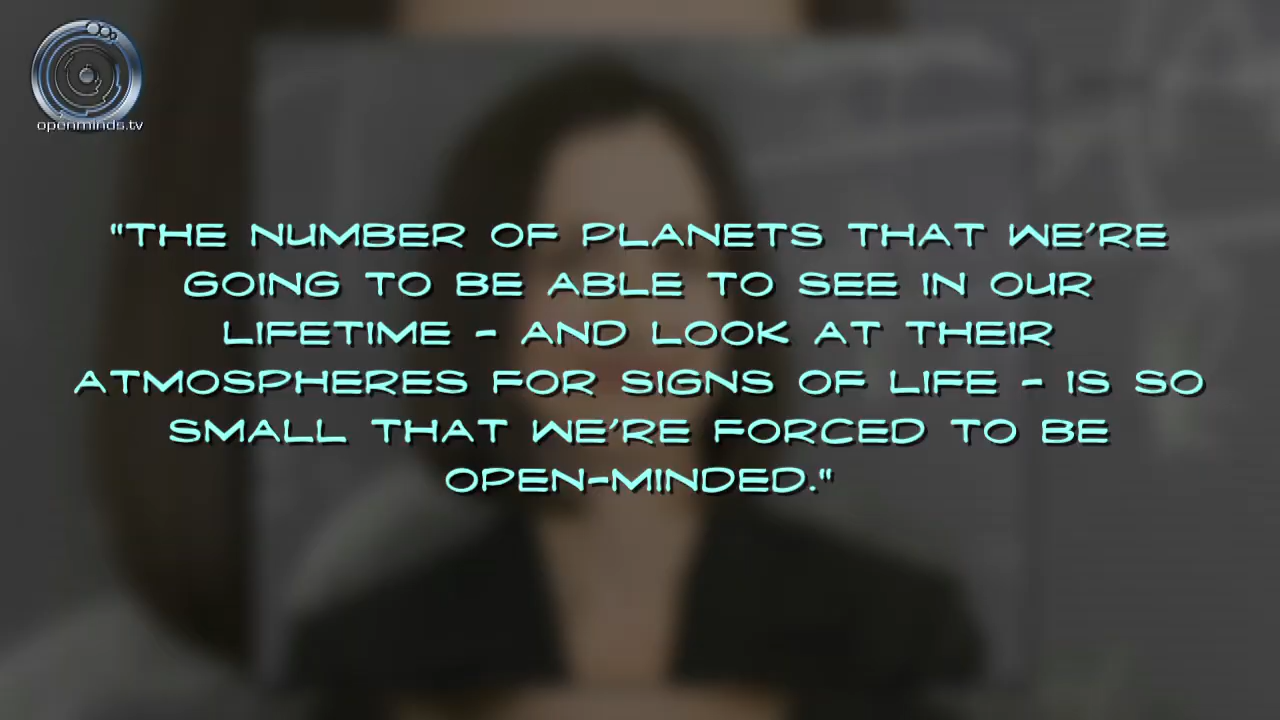 openminds.tv
"THE NUMBER OF PLANETS THAT WE'RE
GOING TO BE ABLE TO SEE IN OUR
LIFETIME - AND LOOK AT THEIR
ATMOSPHERES FOR SIGNS OF LIFE - IS SO
SMALL THAT WE'RE FORCED TO BE
OPEN-MINDED."